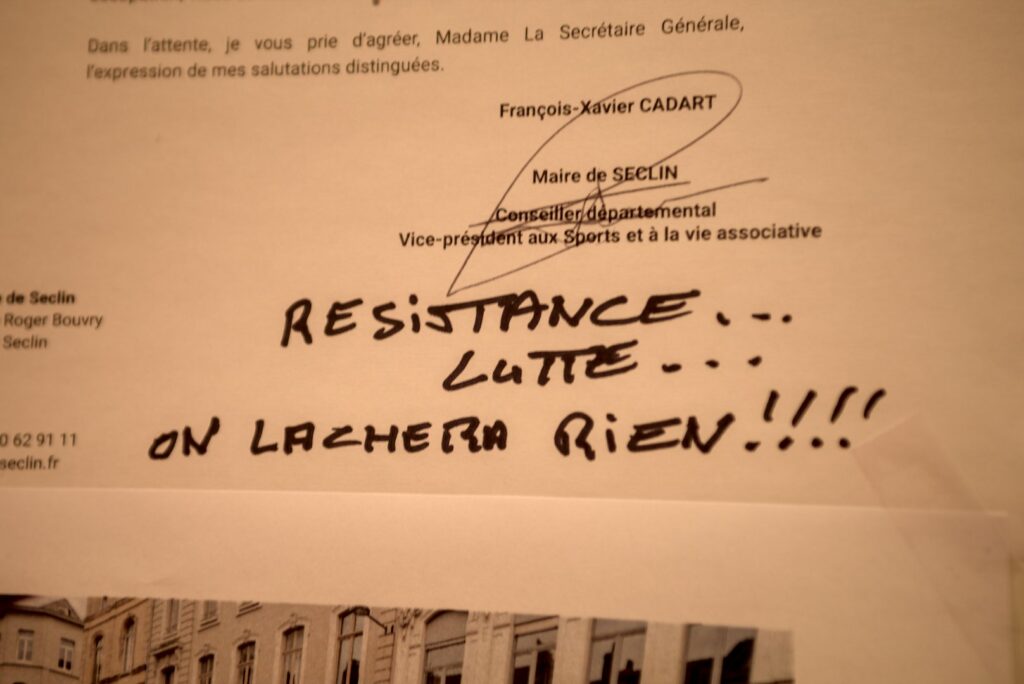 Dans l'attente, je vous prie d'agréer, Madame La Secrétaire Générale,
l'expression de mes salutations distinguées.
François-Xavier CADART
Maire de SECLIN
Conseiller départemental
Vice-président aux Sports et à la vie associative
de Seclin
Roger Bouvry
Seclin
0 62 91 11
seclin.fr
RESiSTANCE...
LUTTE...
ON LACHERA RiEN!!!!